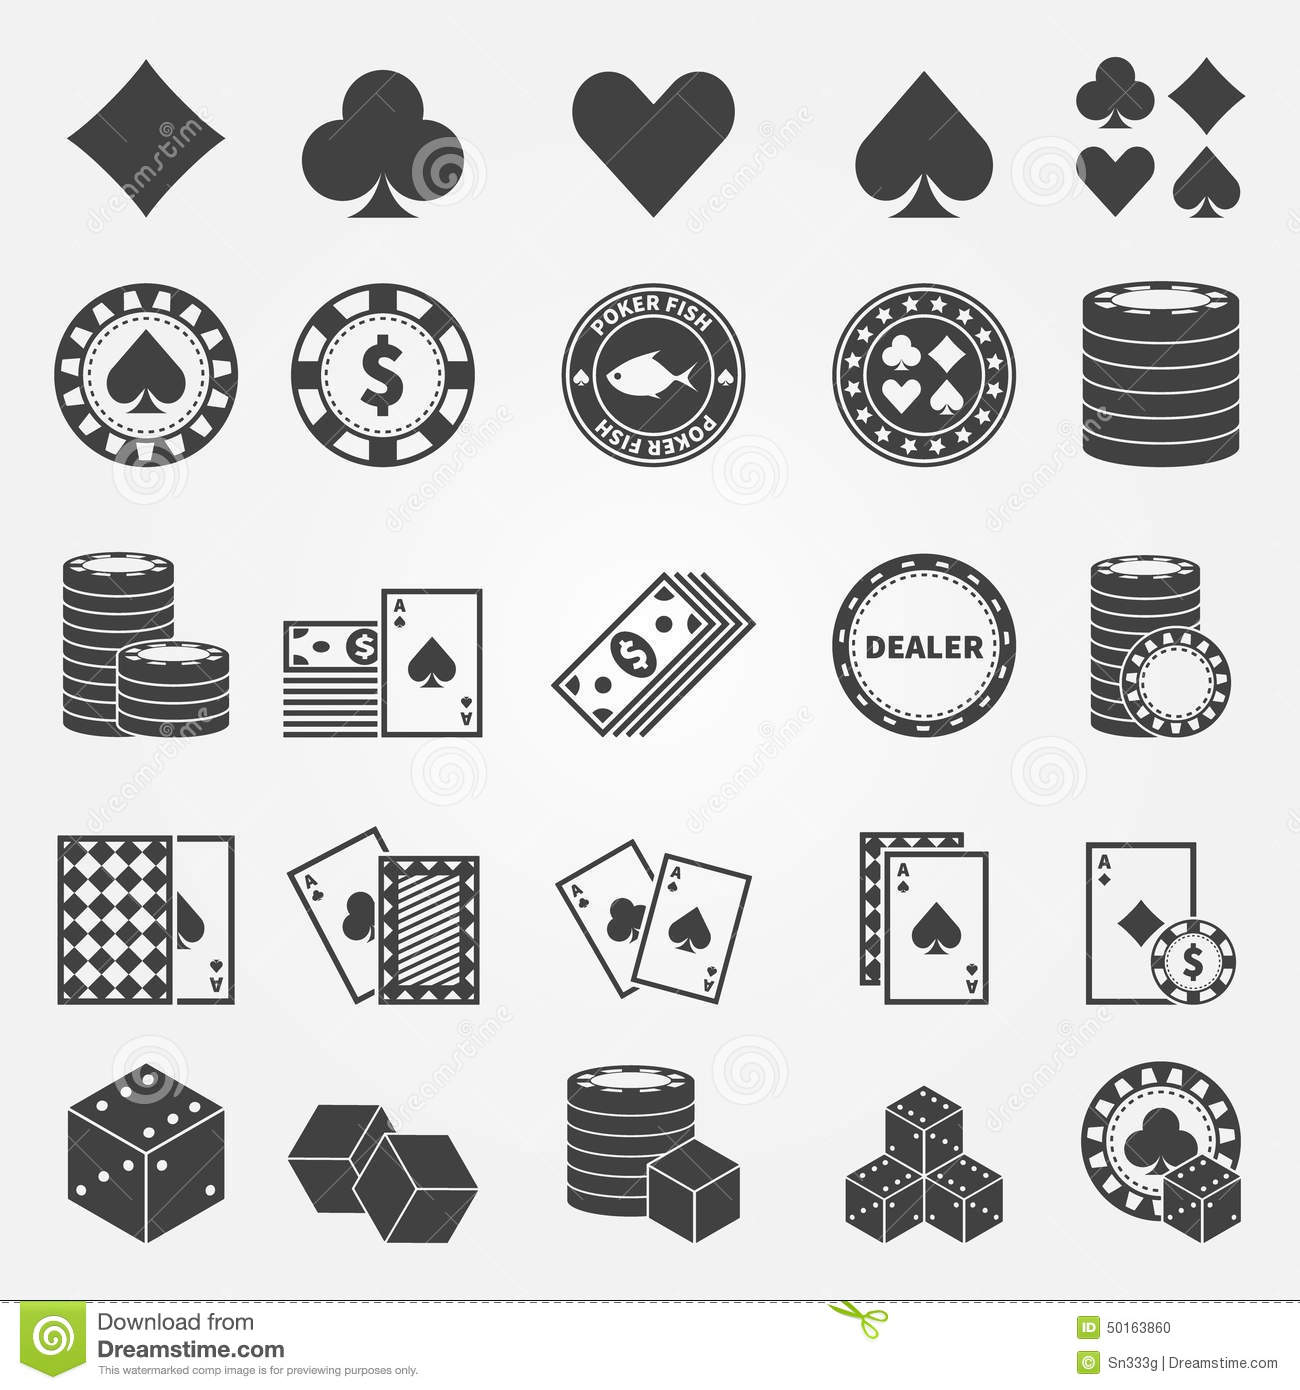 POKER FISH
$
POKER FISH
A
$
A
$
DEALER
A
A
A
A
A
A
A
A
A
$
Download from
Dreamstime.com
This watermarked comp image is for previewing purposes only.
ID 50163860
© Sn333g | Dreamstime.com
dreamstime